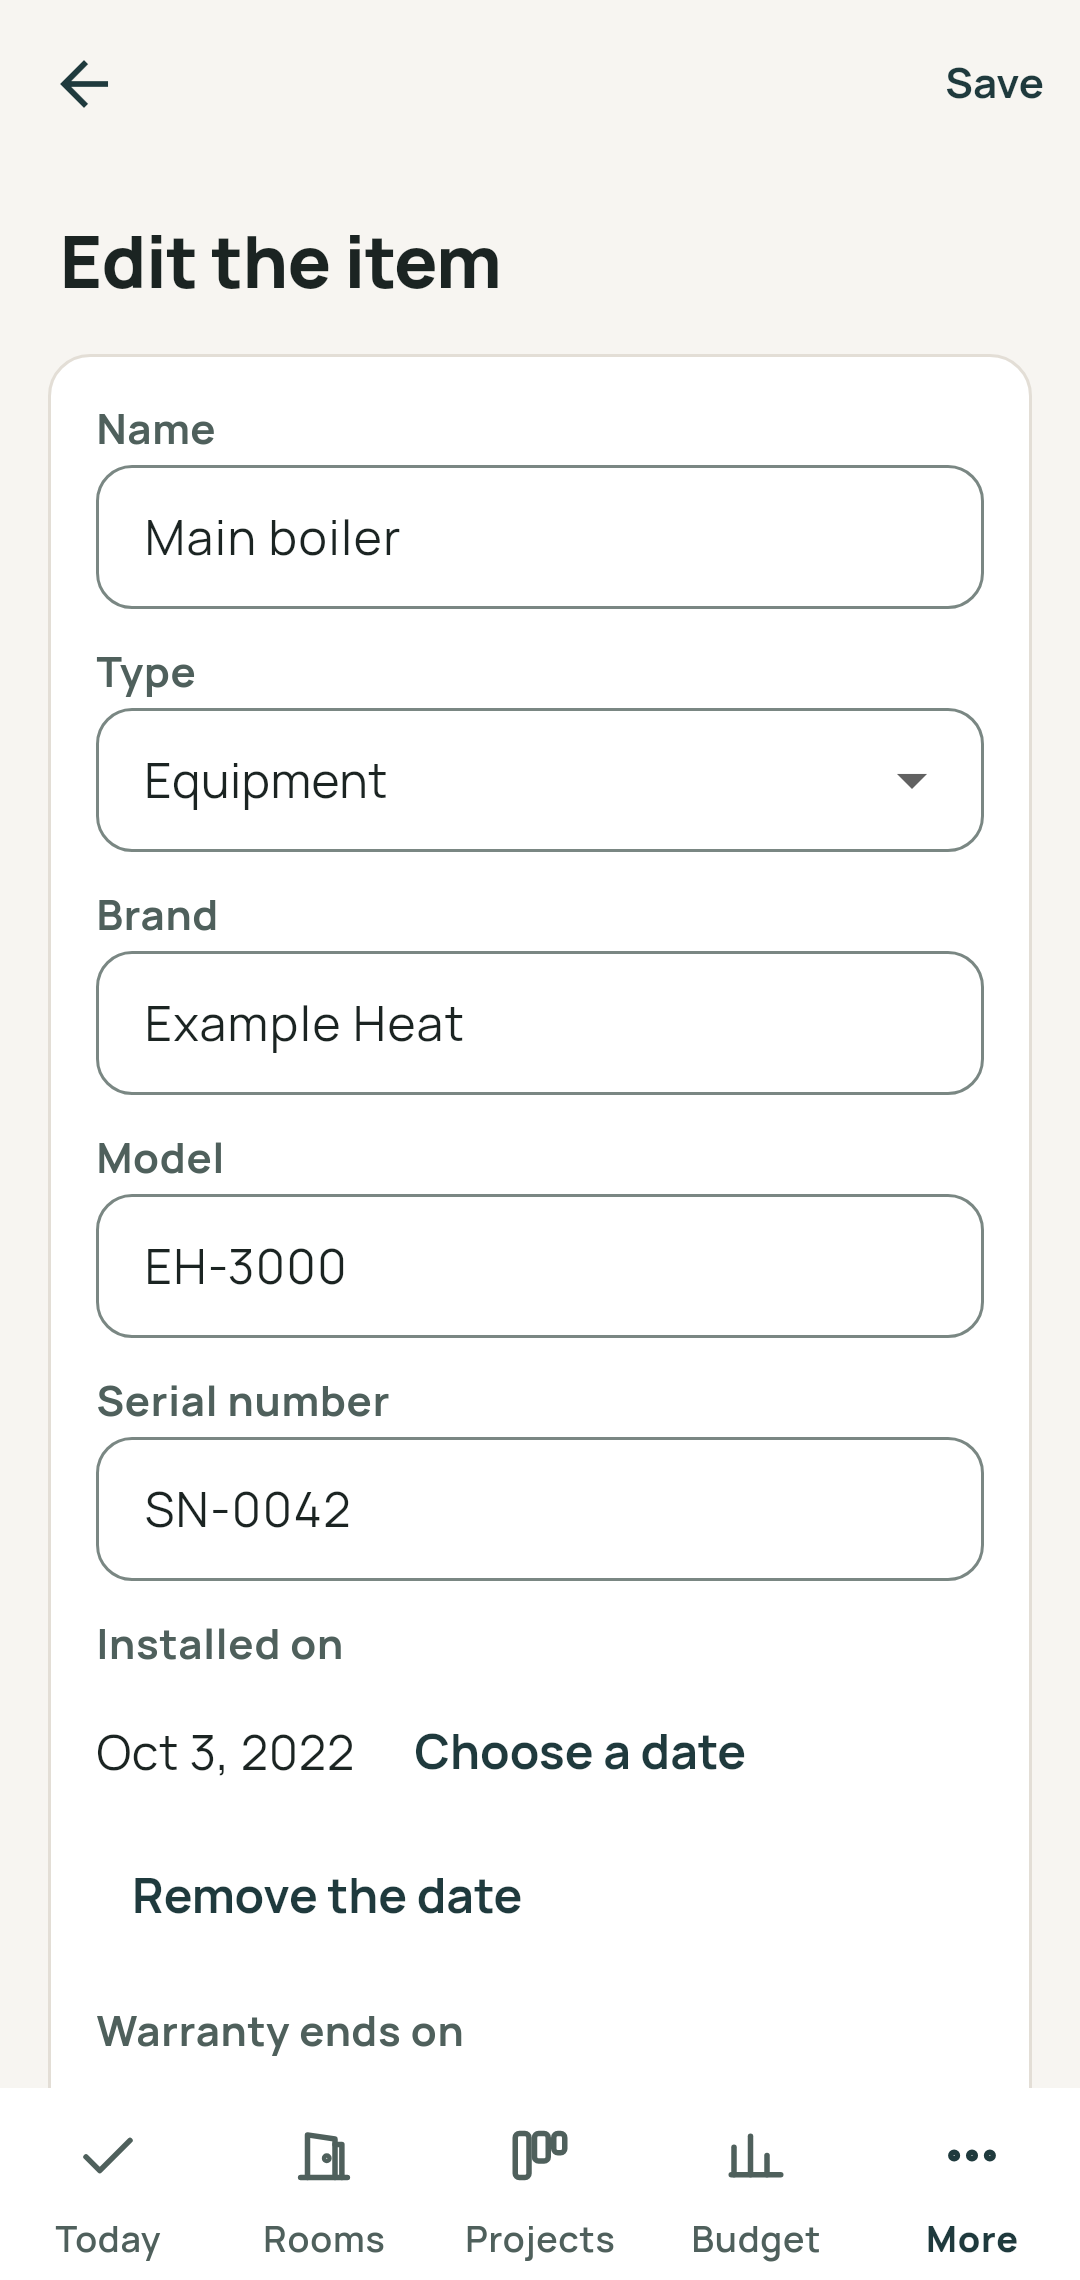 Save
Edit the item
Name
Main boiler
Type
Equipment
Brand
Example Heat
Model
EH-3000
Serial number
SN-0042
Installed on
Oct 3, 2022 Choose a date
Remove the date
Warranty ends on
Today Rooms Projects Budget More